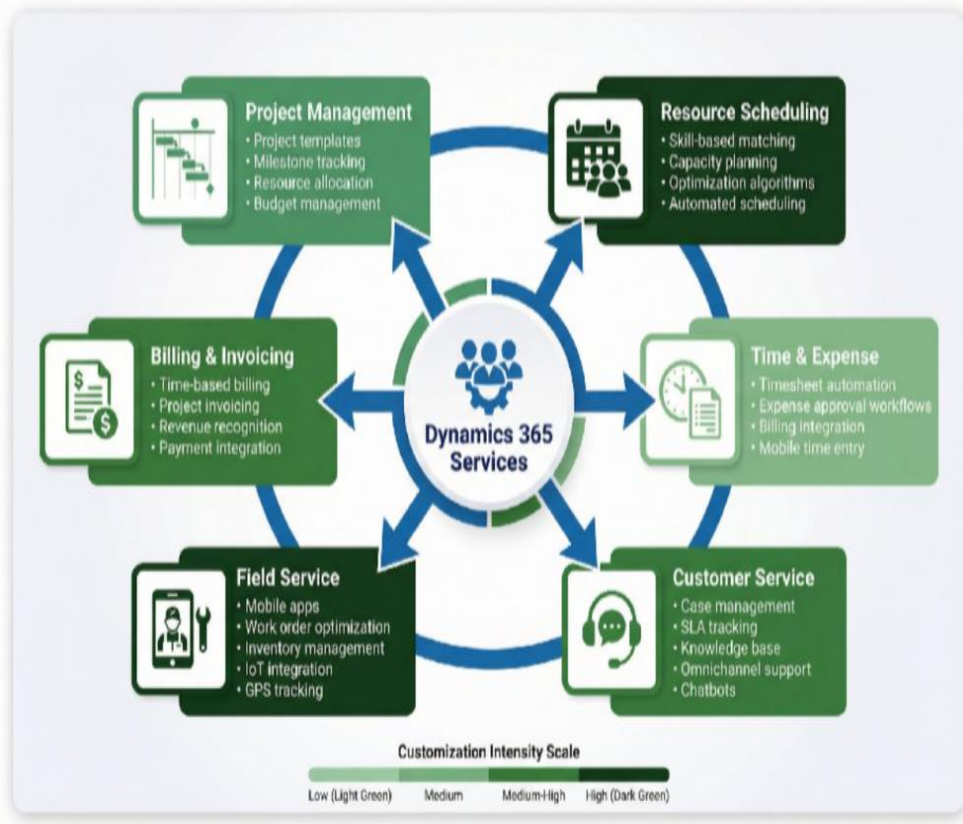 Project Management
• Project templates
• Milestone tracking
• Resource allocation
• Budget management
Resource Scheduling
• Skill-based matching
• Capacity planning
• Optimization algorithms
• Automated scheduling
Billing & Invoicing
• Time-based billing
• Project invoicing
• Revenue recognition
• Payment integration
$
$
Dynamics 365
Services
Time & Expense
• Timesheet automation
• Expense approval workflows
• Billing integration
• Mobile time entry
Field Service
• Mobile apps
• Work order optimization
• Inventory management
• IoT integration
• GPS tracking
Customer Service
• Case management
• SLA tracking
• Knowledge base
• Omnichannel support
• Chatbots
Customization Intensity Scale
Low (Light Green) Medium Medium-High High (Dark Green)